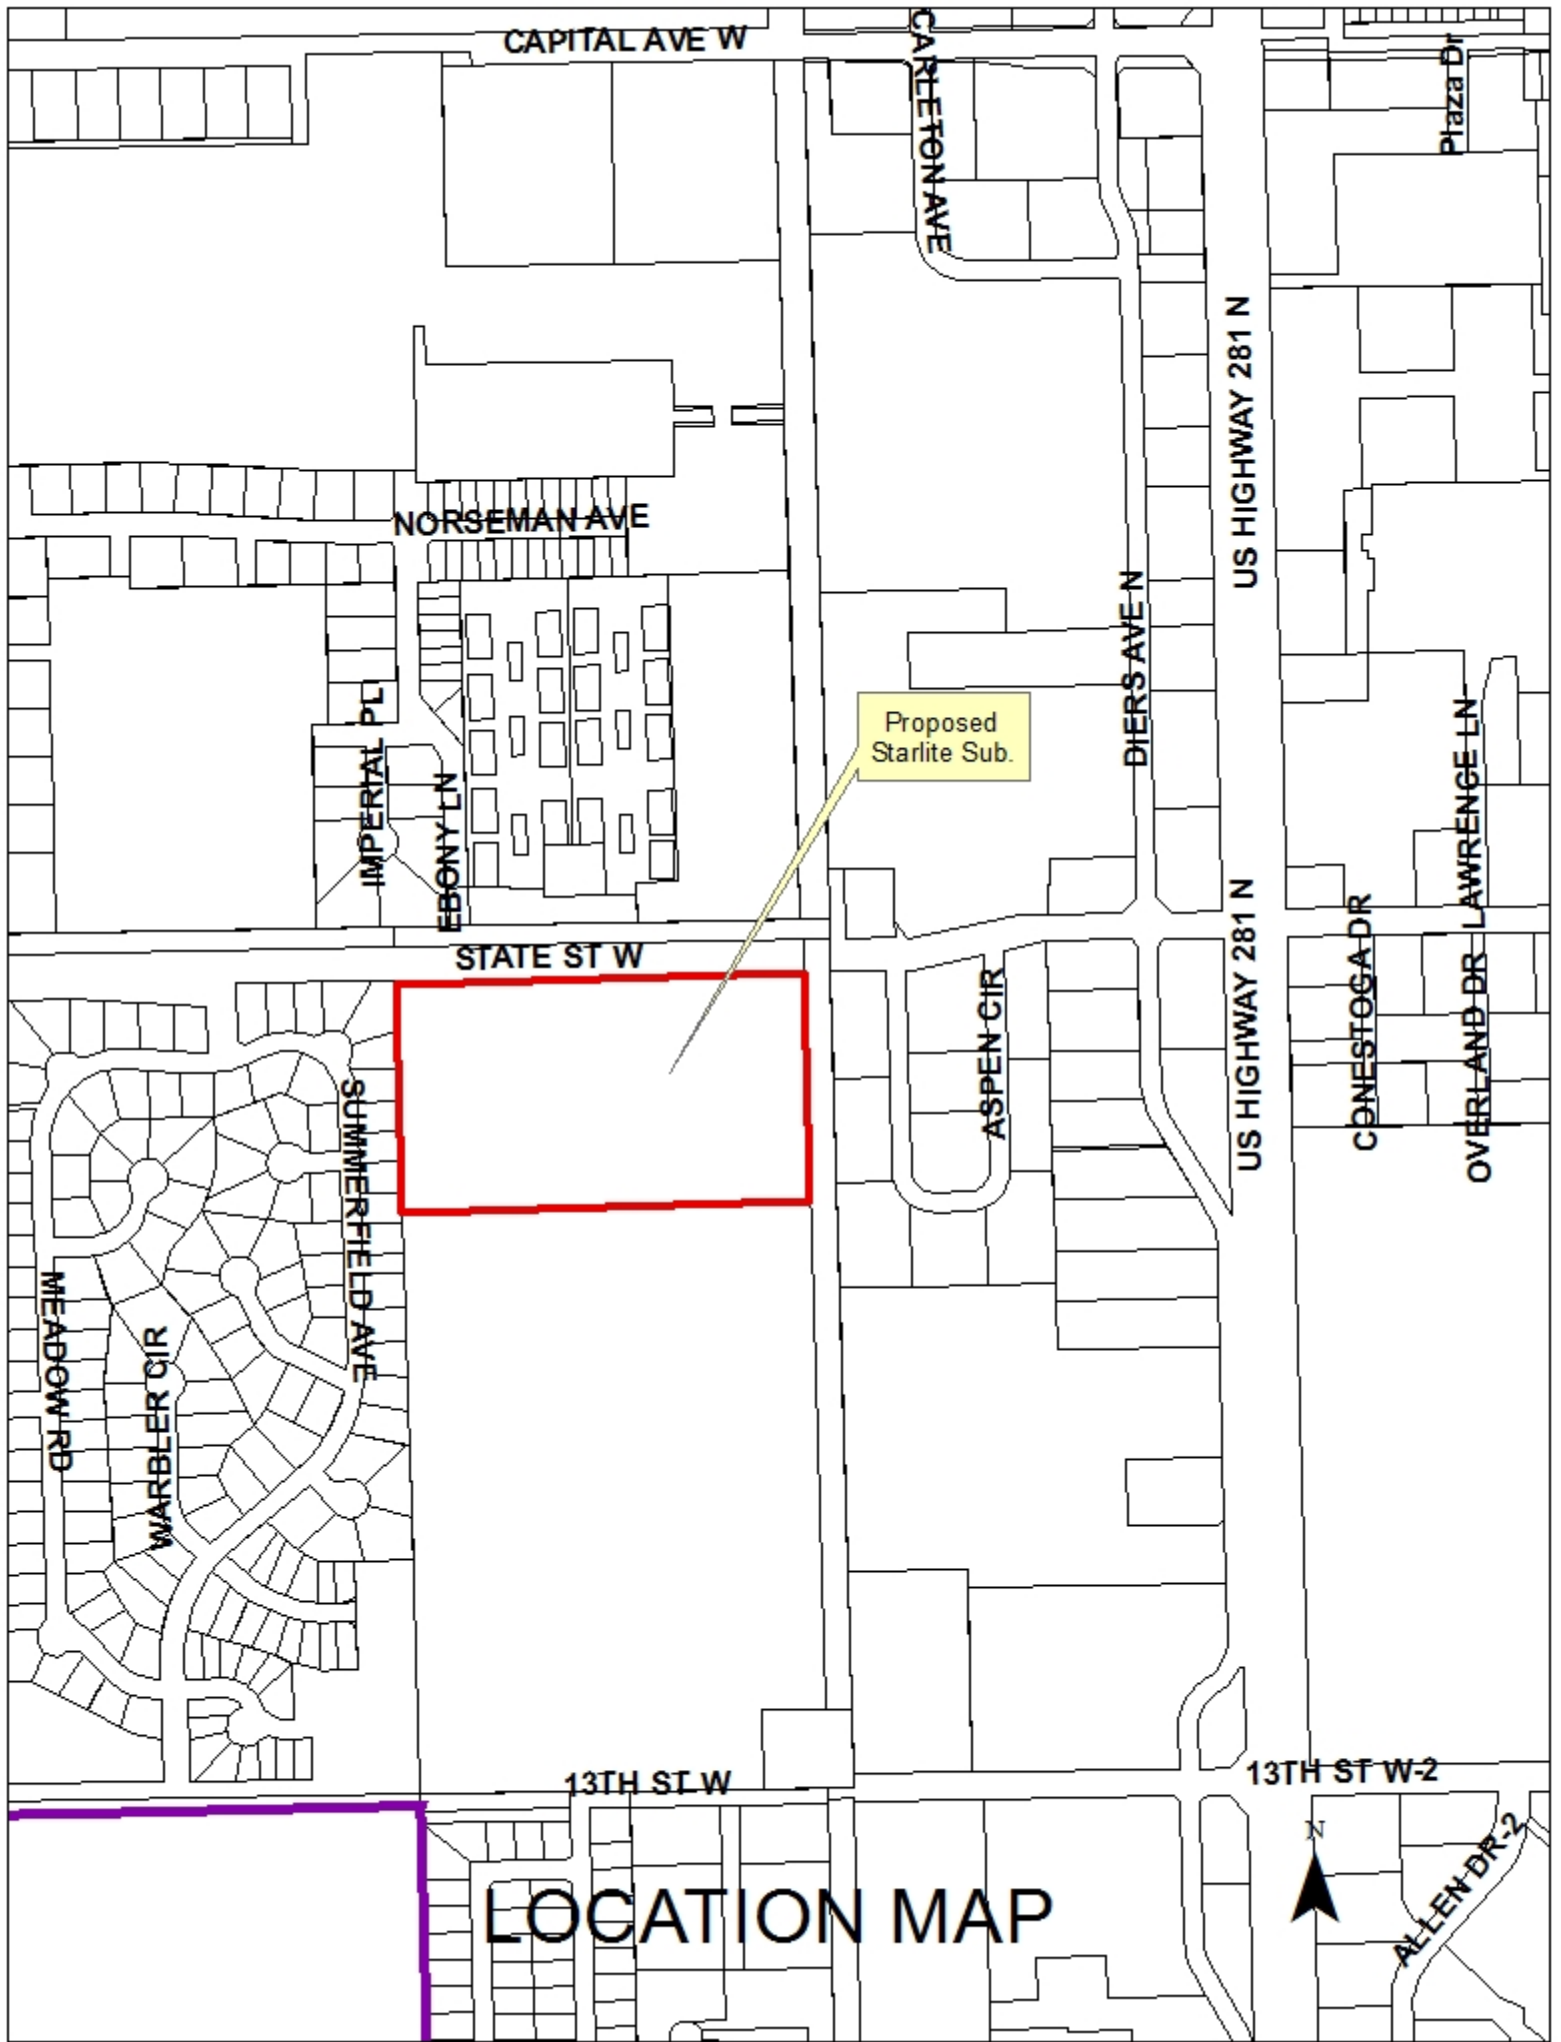 CAPITAL AVE W
CARLETON AVE
Plaza Dr
US HIGHWAY 281 N
NORSEMAN AVE
DIERS AVE N
IMPERIAL PL
EBONY LN
Proposed
Starlite Sub.
LAWRENCE LN
STATE ST W
US HIGHWAY 281 N
CONESTOGA DR
OVERLAND DR
ASPEN CIR
SUMMERFIELD AVE
MEADOW RD
WARBLER CIR
13TH ST W
13TH ST W-2
N
ALLEN DR-2
LOCATION MAP